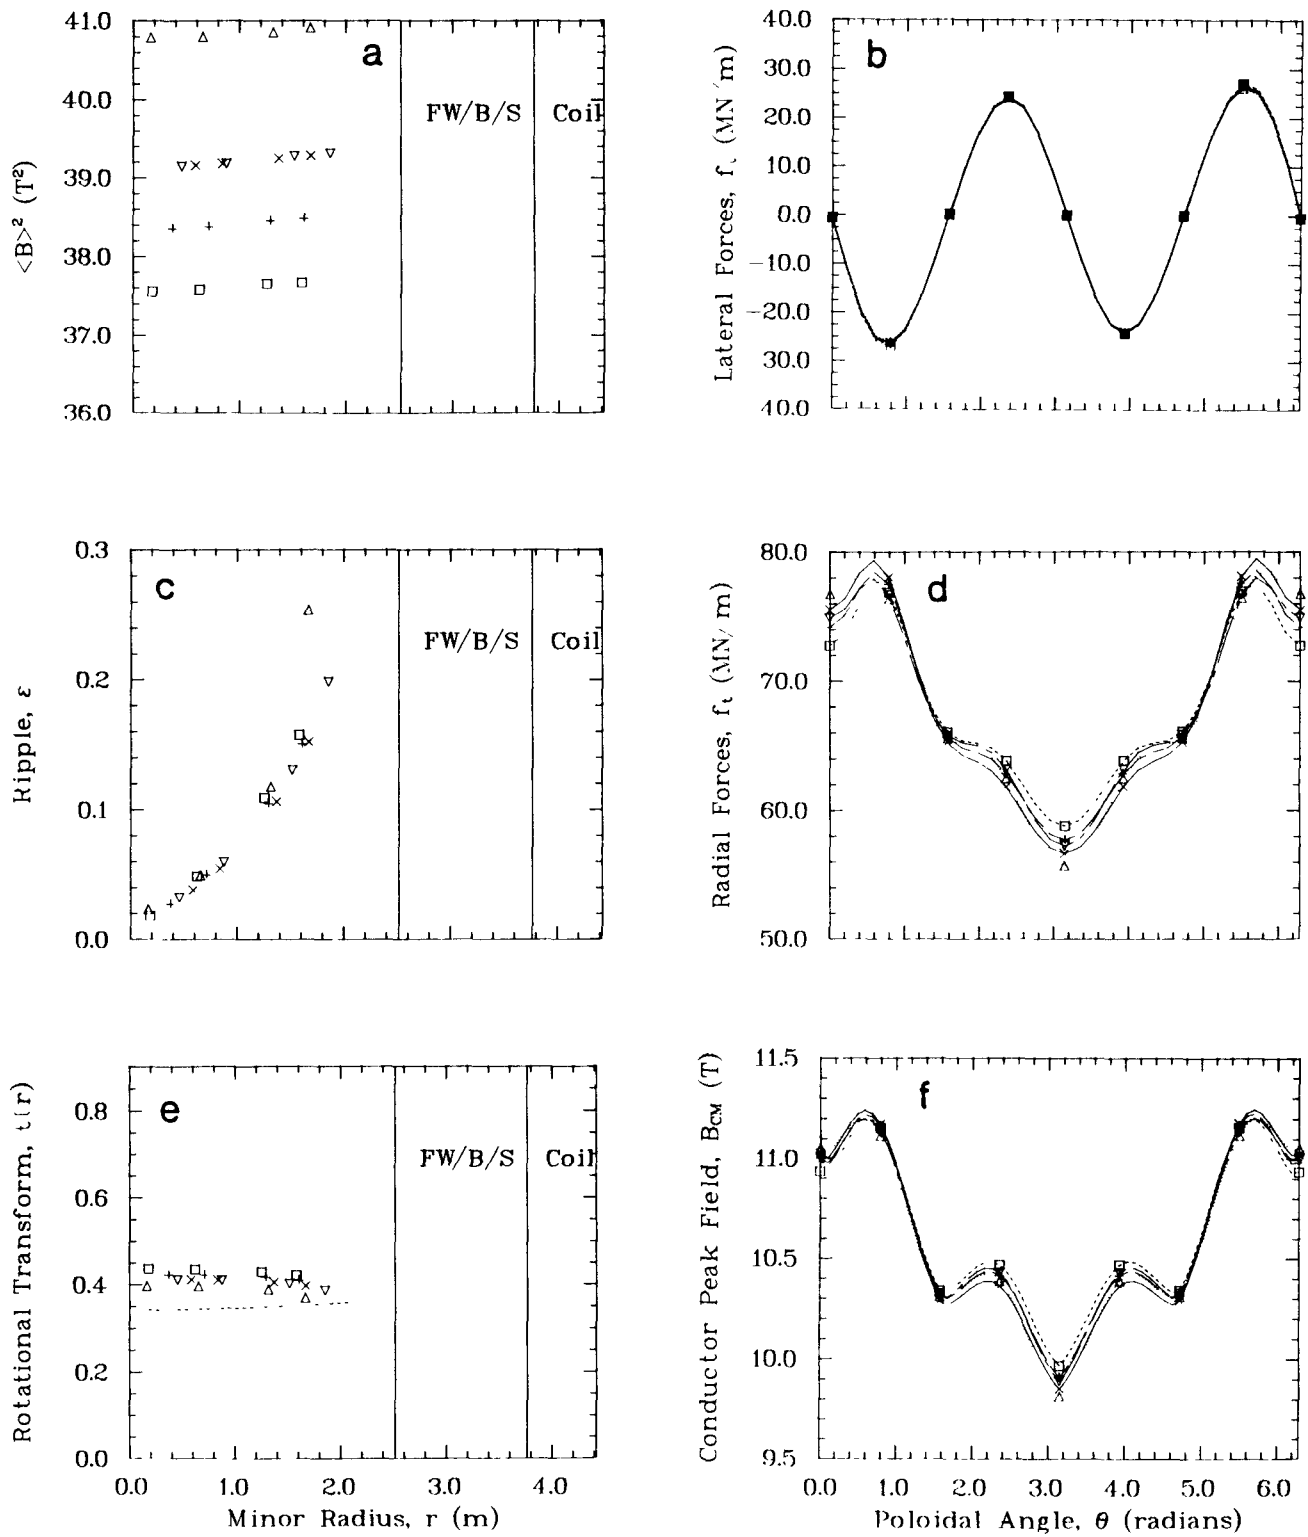 41.0
40.0
39.0
38.0
37.0
36.0
<B>² (T²)
a
FW/B/S
Coil
40.0
30.0
20.0
10.0
0.0
−10.0
−20.0
30.0
40.0
Lateral Forces, f (MN/m)
b
0.3
0.2
0.1
0.0
Ripple, ε
c
FW/B/S
Coil
80.0
70.0
60.0
50.0
Radial Forces, fₜ (MN/m)
d
0.8
0.6
0.4
0.2
0.0
Rotational Transform, ι(r)
e
FW/B/S
Coil
0.0 1.0 2.0 3.0 4.0
Minor Radius, r (m)
11.5
11.0
10.5
10.0
9.5
Conductor Peak Field, B_CM (T)
f
0.0 1.0 2.0 3.0 4.0 5.0 6.0
Poloidal Angle, θ (radians)